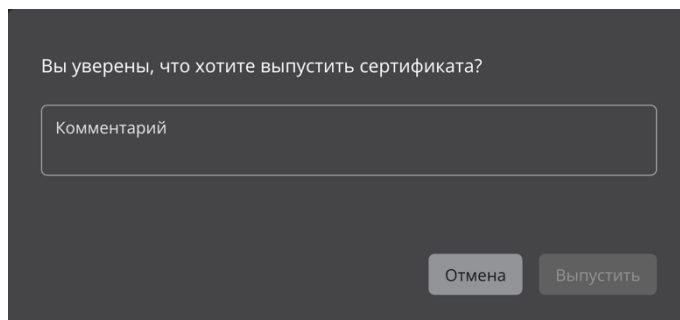 Вы уверены, что хотите выпустить сертификата?
Комментарий
Отмена
Выпустить